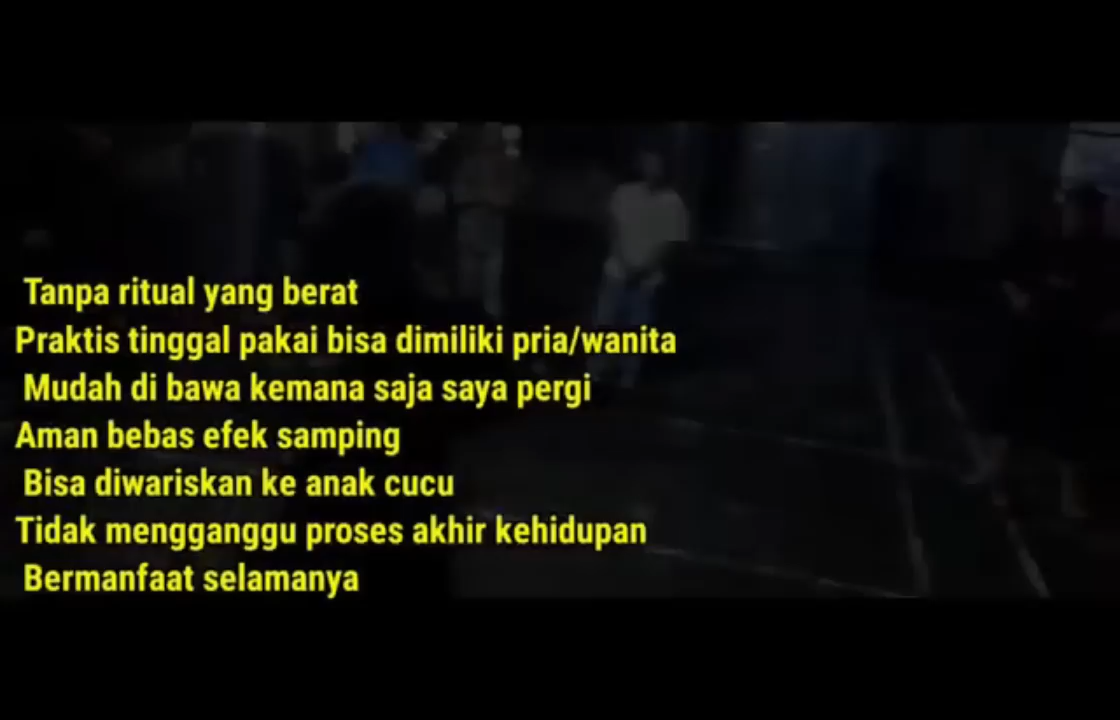 Tanpa ritual yang berat
Praktis tinggal pakai bisa dimiliki pria/wanita
Mudah di bawa kemana saja saya pergi
Aman bebas efek samping
Bisa diwariskan ke anak cucu
Tidak mengganggu proses akhir kehidupan
Bermanfaat selamanya